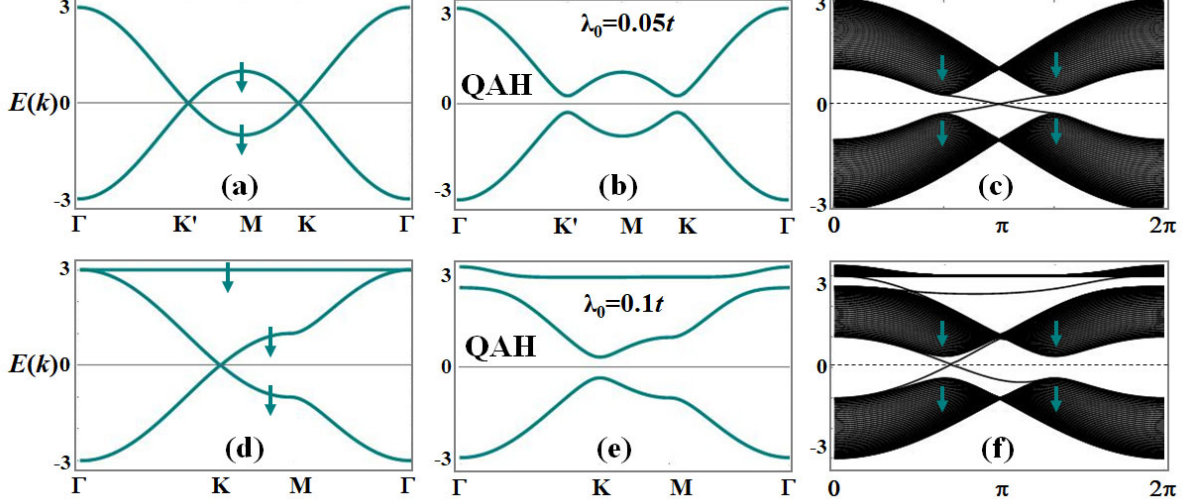 3
E(k)0
-3
(a)
Γ K' M K Γ
3
λ₀=0.05t
QAH
0
-3
(b)
Γ K' M K Γ
3
0
-3
(c)
0 π 2π
3
E(k)0
-3
(d)
Γ K M Γ
3
λ₀=0.1t
QAH
0
-3
(e)
Γ K M Γ
3
0
-3
(f)
0 π 2π